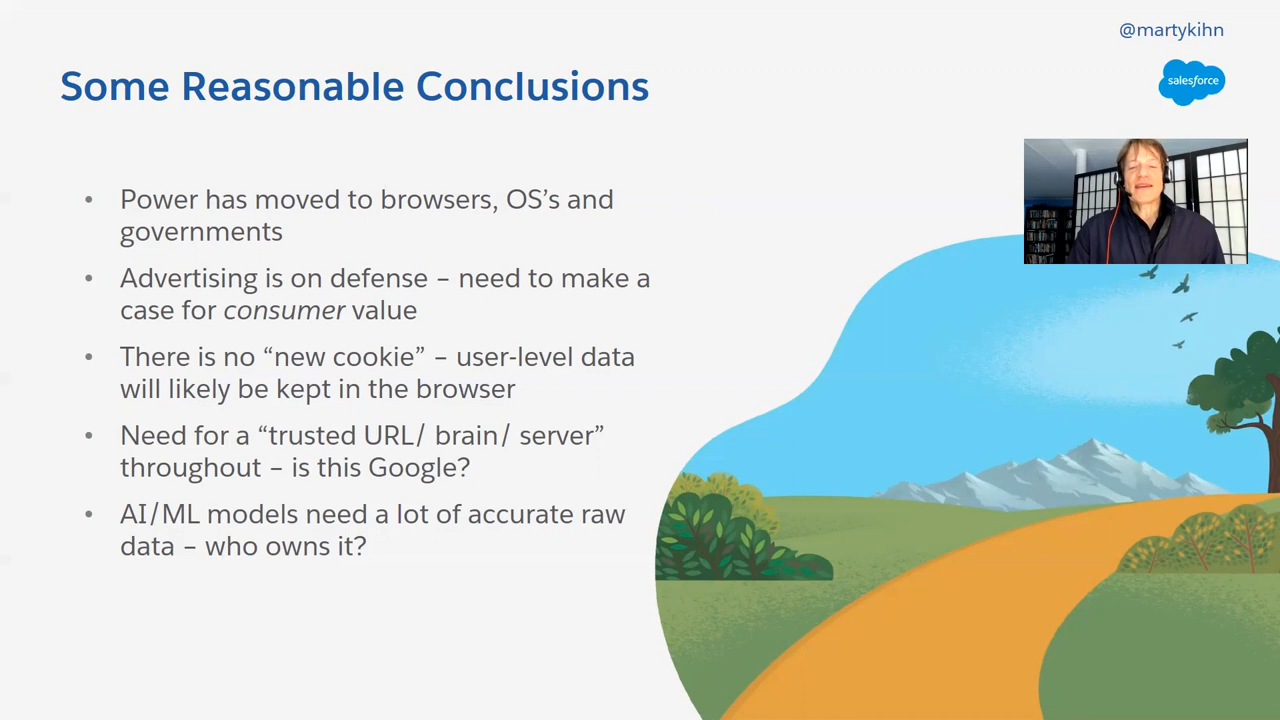 @martykihn
Some Reasonable Conclusions
salesforce
• Power has moved to browsers, OS’s and
governments
• Advertising is on defense – need to make a
case for consumer value
• There is no “new cookie” – user-level data
will likely be kept in the browser
• Need for a “trusted URL/ brain/ server”
throughout – is this Google?
• AI/ML models need a lot of accurate raw
data – who owns it?